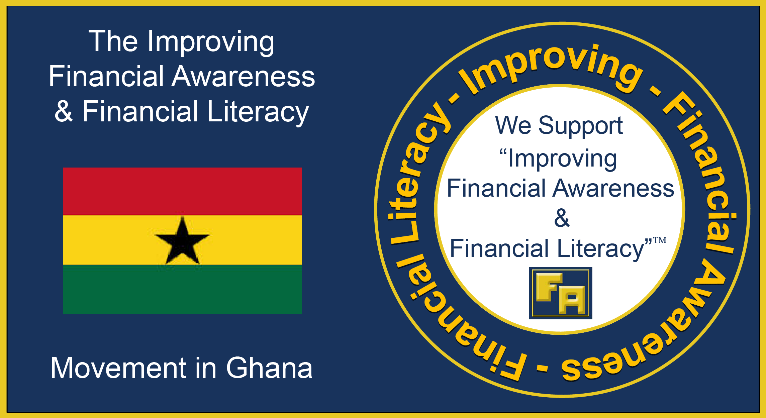 The Improving
Financial Awareness
& Financial Literacy
Movement in Ghana
Improving - Financial Awareness - Financial Literacy -
We Support
“Improving
Financial Awareness
&
Financial Literacy”™
FA